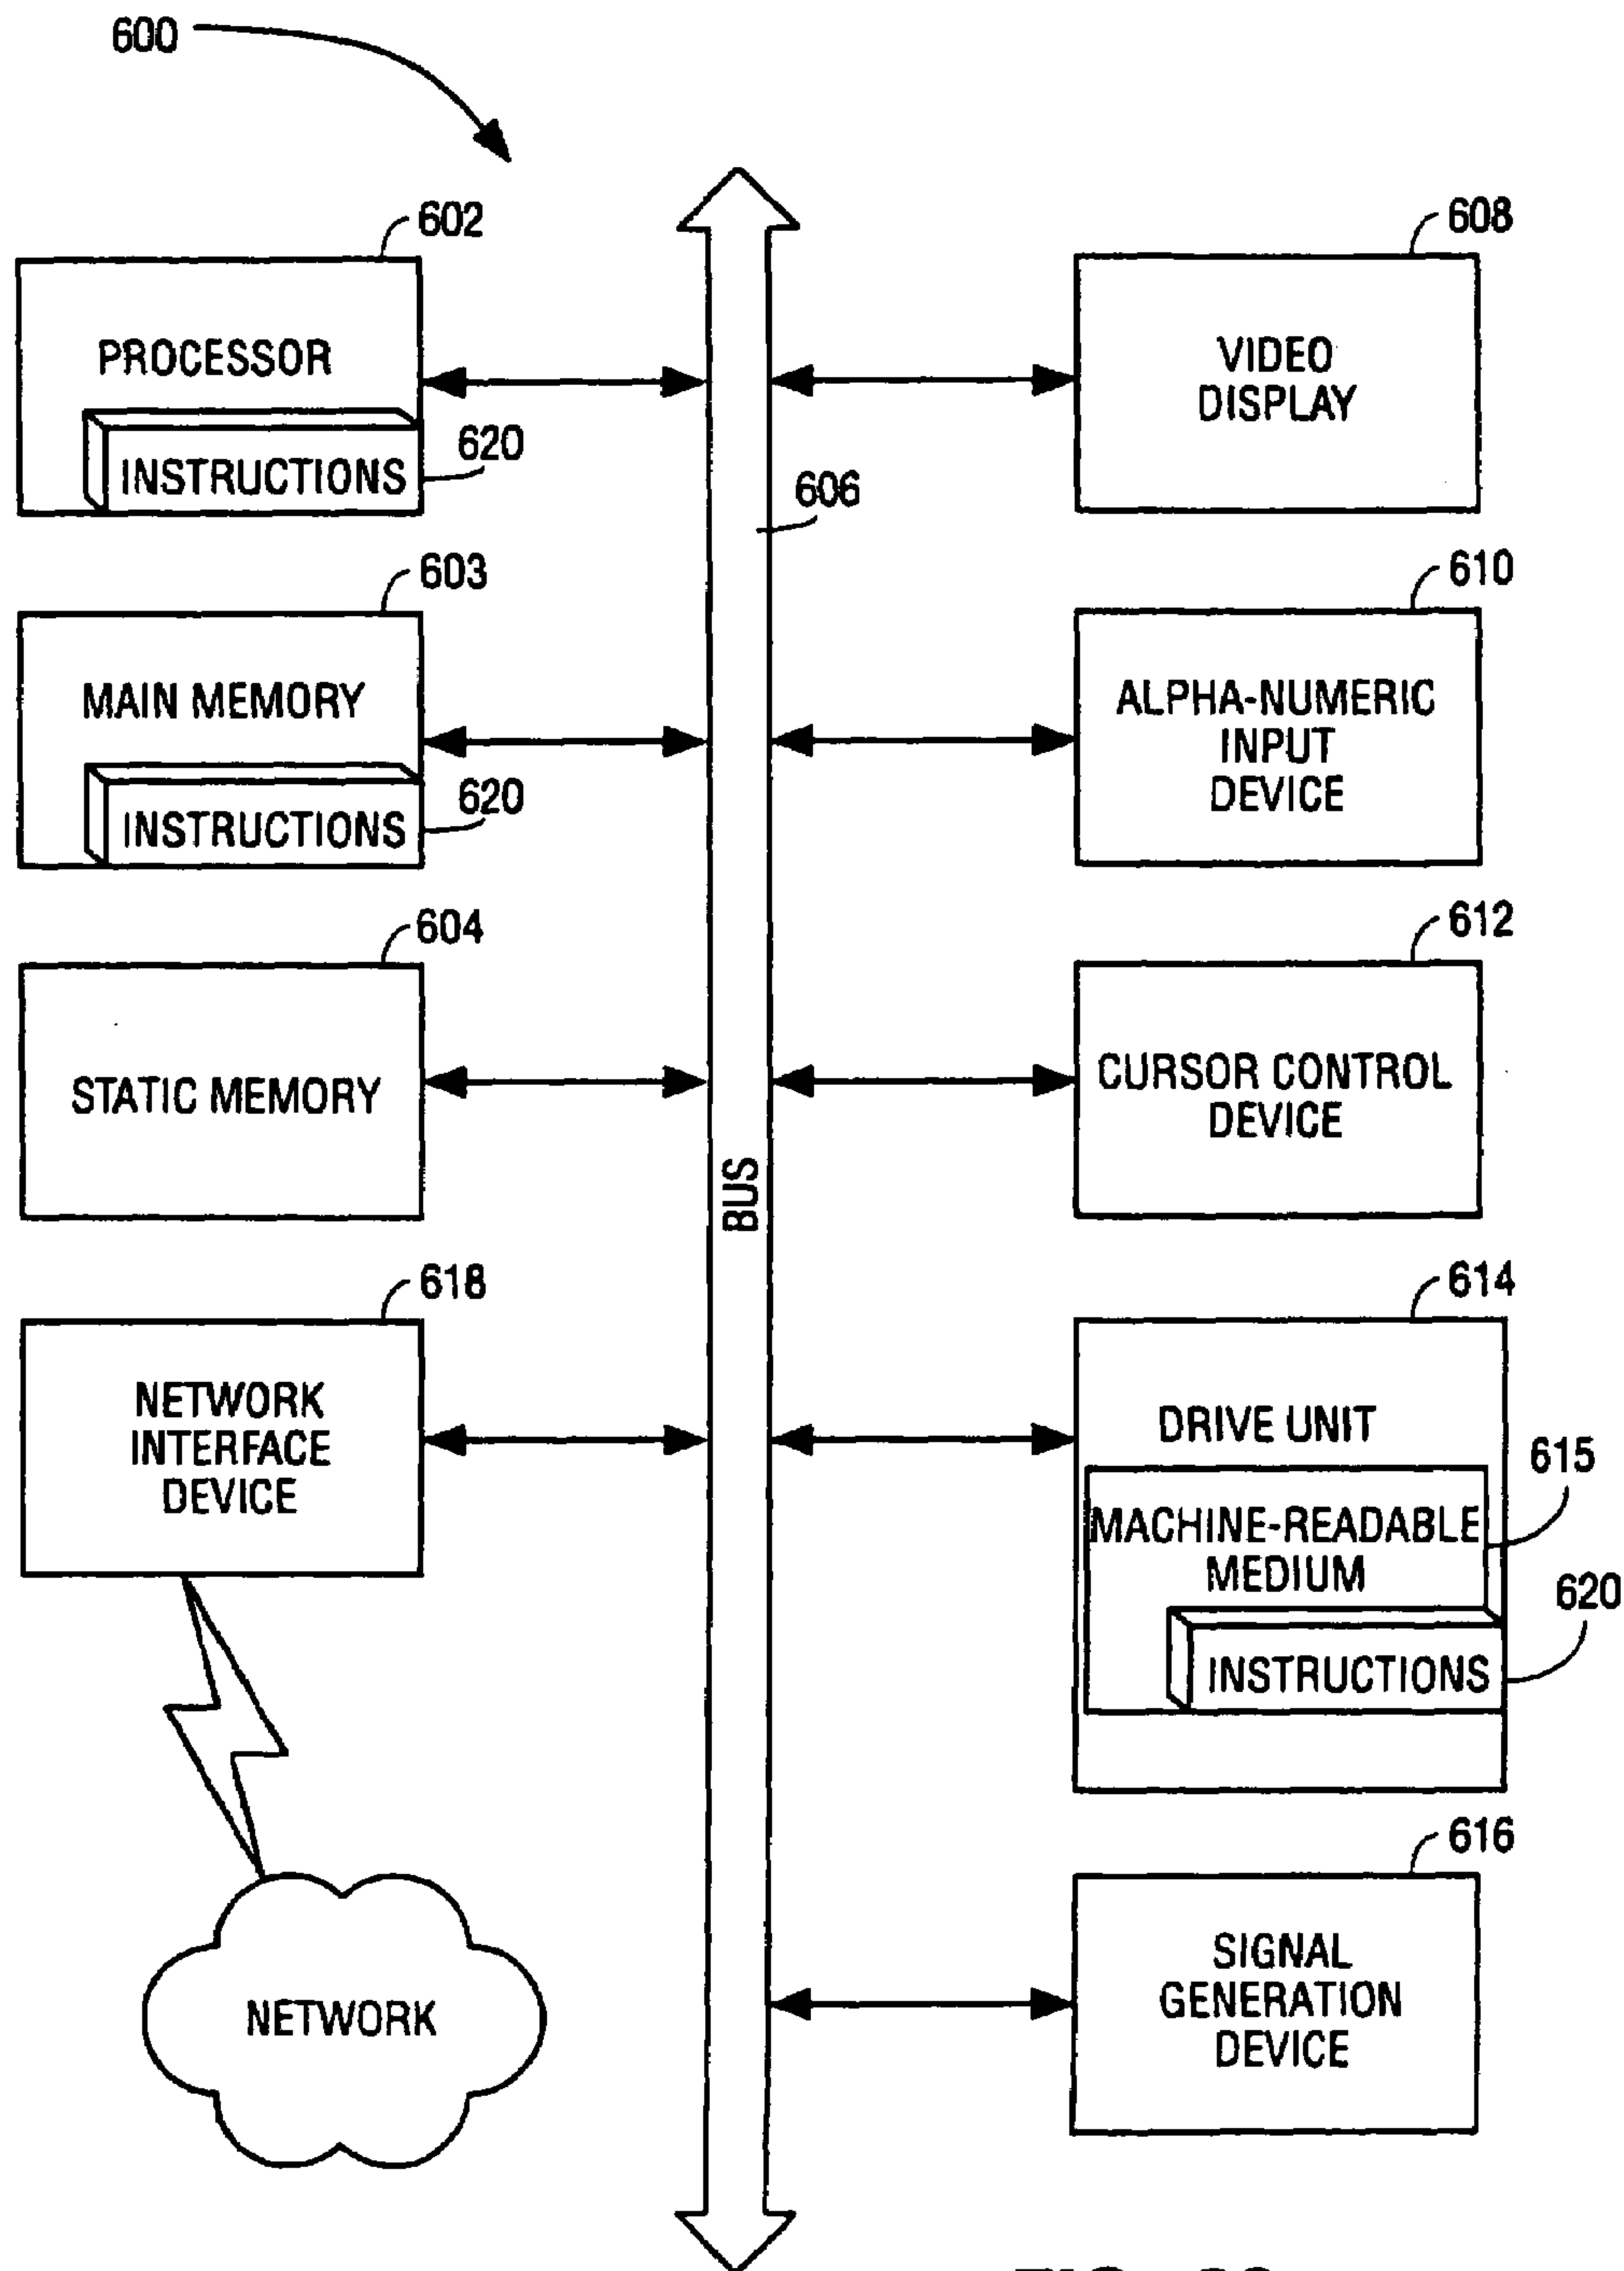 600
602
PROCESSOR
INSTRUCTIONS
620
603
MAIN MEMORY
INSTRUCTIONS
620
604
STATIC MEMORY
618
NETWORK
INTERFACE
DEVICE
NETWORK
606
BUS
608
VIDEO
DISPLAY
610
ALPHA-NUMERIC
INPUT
DEVICE
612
CURSOR CONTROL
DEVICE
614
DRIVE UNIT
615
MACHINE-READABLE
MEDIUM
620
INSTRUCTIONS
616
SIGNAL
GENERATION
DEVICE